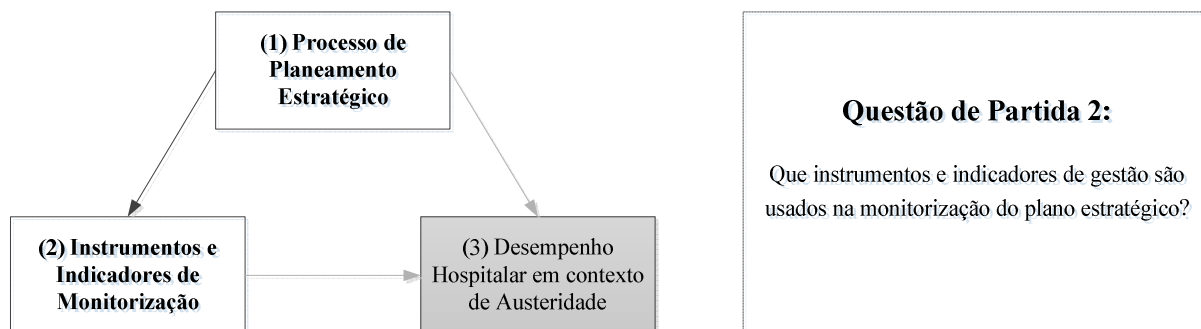 (1) Processo de
Planeamento
Estratégico
(2) Instrumentos e
Indicadores de
Monitorização
(3) Desempenho
Hospitalar em contexto
de Austeridade
Questão de Partida 2:
Que instrumentos e indicadores de gestão são
usados na monitorização do plano estratégico?